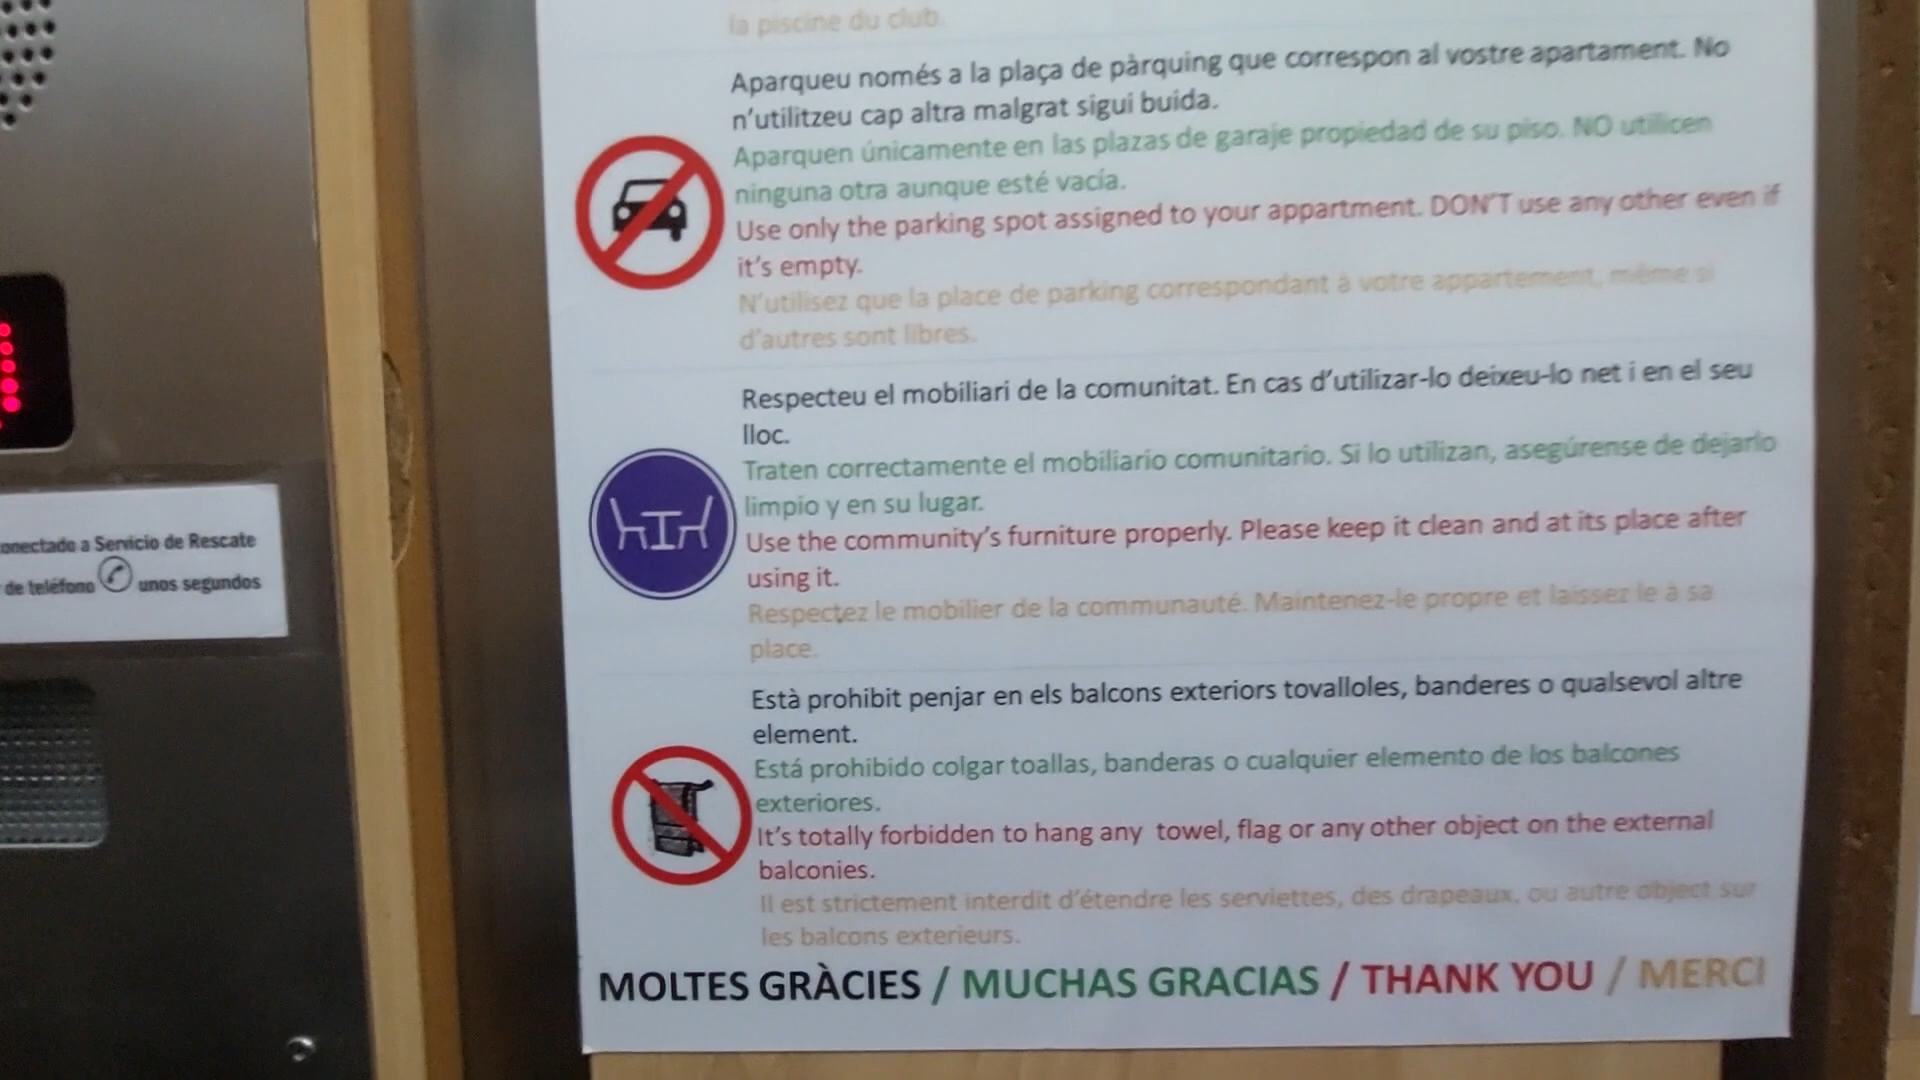 la piscine du club.
Aparqueu només a la plaça de pàrquing que correspon al vostre apartament. No
n'utilitzeu cap altra malgrat sigui buida.
Aparquen únicamente en las plazas de garaje propiedad de su piso. NO utilicen
ninguna otra aunque esté vacía.
Use only the parking spot assigned to your appartment. DON'T use any other even if
it's empty.
N'utilisez que la place de parking correspondant à votre appartement, même si
d'autres sont libres.
Respecteu el mobiliari de la comunitat. En cas d'utilizar-lo deixeu-lo net i en el seu
lloc.
Traten correctamente el mobiliario comunitario. Si lo utilizan, asegúrense de dejarlo
limpio y en su lugar.
Use the community's furniture properly. Please keep it clean and at its place after
using it.
Respectez le mobilier de la communauté. Maintenez-le propre et laissez le à sa
place.
Està prohibit penjar en els balcons exteriors tovalloles, banderes o qualsevol altre
element.
Está prohibido colgar toallas, banderas o cualquier elemento de los balcones
exteriores.
It's totally forbidden to hang any towel, flag or any other object on the external
balconies.
Il est strictement interdit d'étendre les serviettes, des drapeaux, ou autre object sur
les balcons exterieurs.
MOLTES GRÀCIES / MUCHAS GRACIAS / THANK YOU / MERCI
onectado a Servicio de Rescate
de teléfono unos segundos